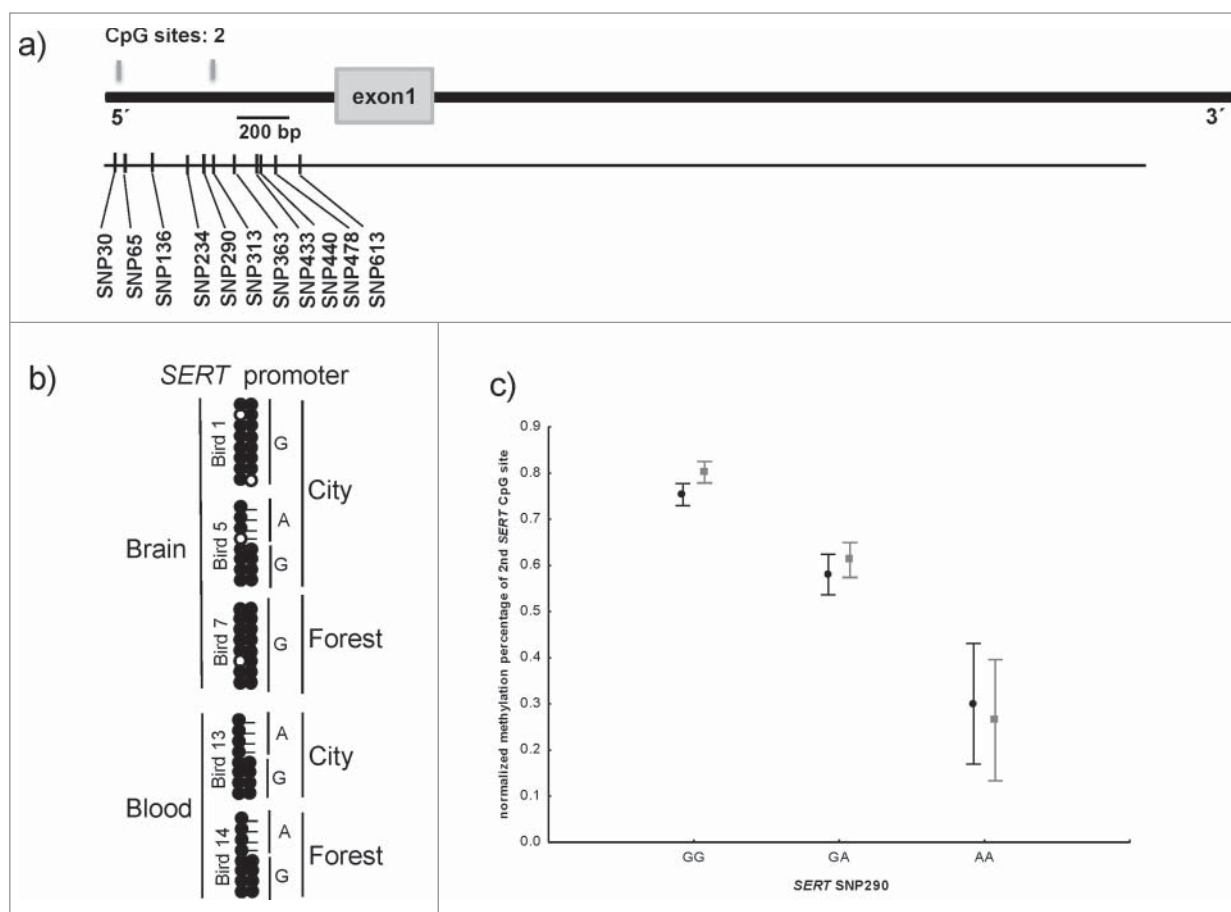 a)
CpG sites: 2
exon1
5´
3´
200 bp
SNP30
SNP65
SNP136
SNP234
SNP290
SNP313
SNP363
SNP433
SNP440
SNP478
SNP613
b)
SERT promoter
Brain
Bird 1
G
City
Bird 5
A
G
Bird 7
G
Forest
Blood
Bird 13
A
G
City
Bird 14
A
G
Forest
c)
normalized methylation percentage of 2nd SERT CpG site
0.9
0.8
0.7
0.6
0.5
0.4
0.3
0.2
0.1
0.0
GG GA AA
SERT SNP290